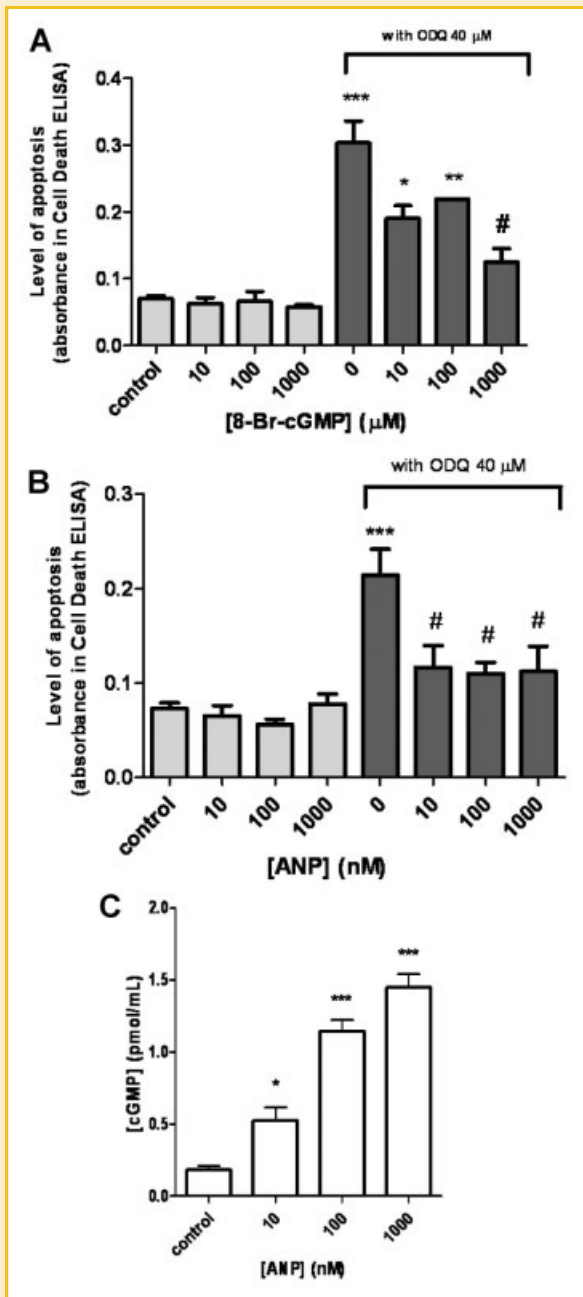 A
with ODQ 40 µM
Level of apoptosis
(absorbance in Cell Death ELISA)
0.4
0.3
0.2
0.1
0.0
***
*
**
#
control
10
100
1000
0
10
100
1000
[8-Br-cGMP] (µM)
B
with ODQ 40 µM
Level of apoptosis
(absorbance in Cell Death ELISA)
0.3
0.2
0.1
0.0
***
#
#
#
control
10
100
1000
0
10
100
1000
[ANP] (nM)
C
[cGMP] (pmol/mL)
2.0
1.5
1.0
0.5
0.0
*
***
***
control
10
100
1000
[ANP] (nM)